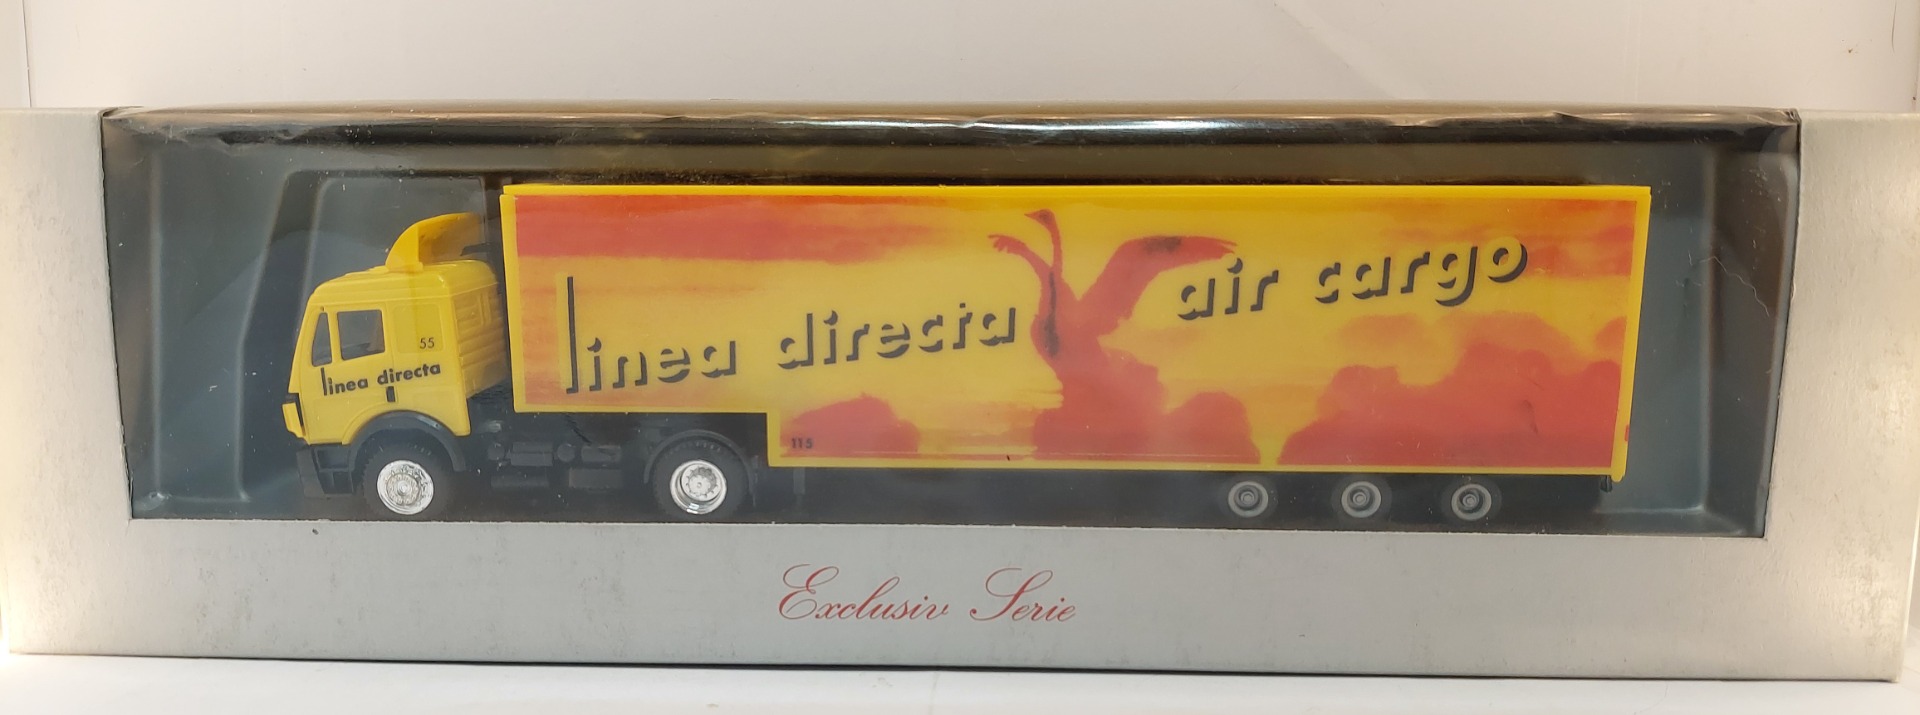 linea directa air cargo
55
linea directa
115
Exclusiv Serie